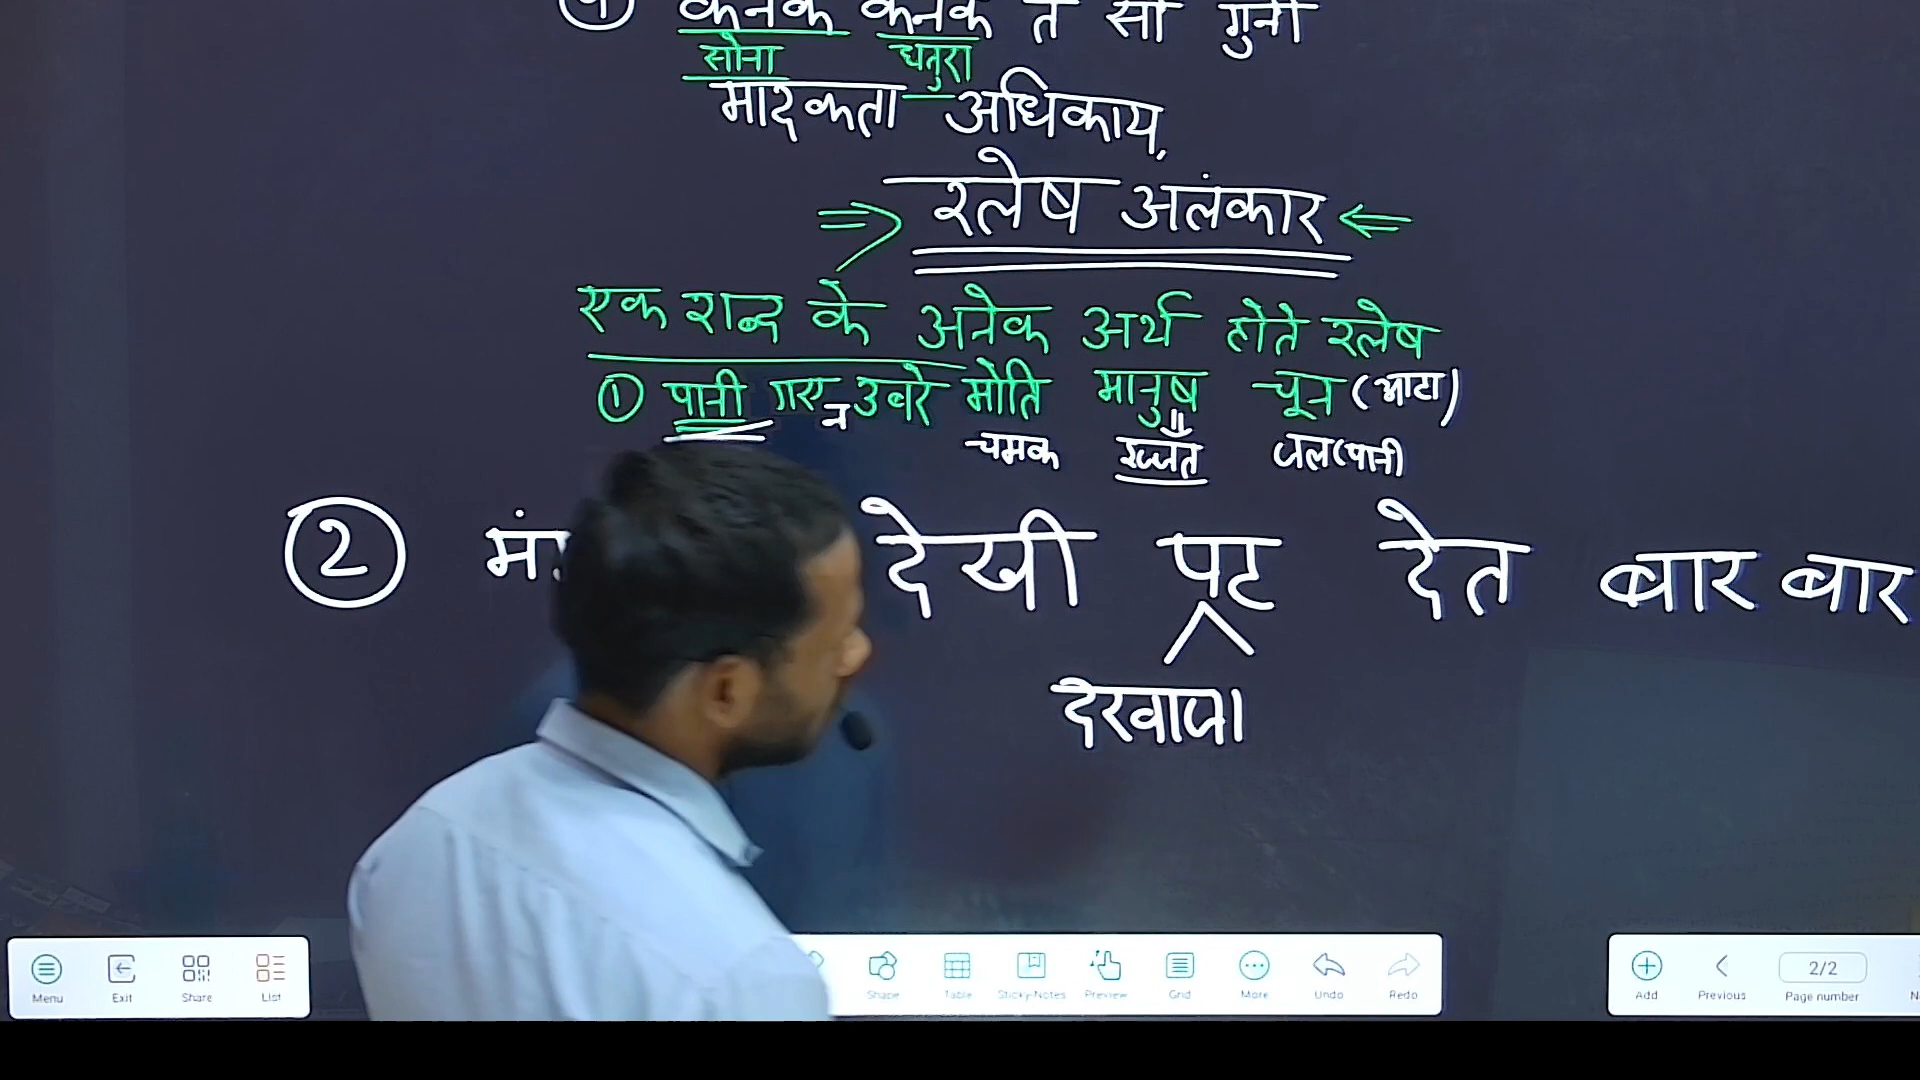 कनक कनक ते सौ गुनी
सोना धतुरा
मादकता अधिकाय,
श्लेष अलंकार
एक शब्द के अनेक अर्थ होते श्लेष
① पानी गए न उबरे मोति मानुष चून (आटा)
चमक इज्जत जल(पानी)
② देखी पट देत बार बार
दरवाजा
Menu Exit Share List Shape Table Sticky-Notes Preview Grid More Undo Redo Add Previous 2/2 Page number